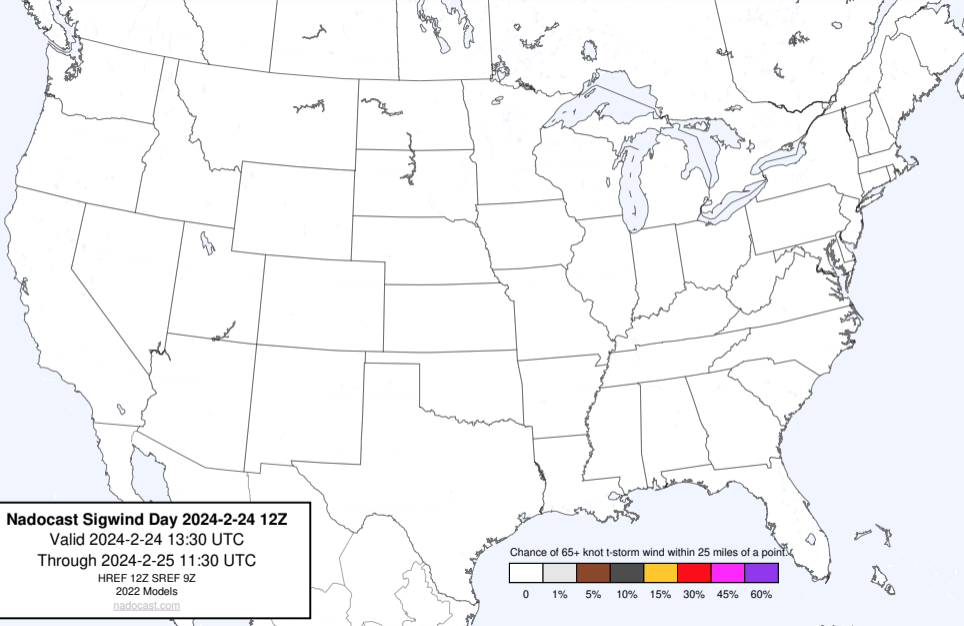 Nadocast Sigwind Day 2024-2-24 12Z
Valid 2024-2-24 13:30 UTC
Through 2024-2-25 11:30 UTC
HREF 12Z SREF 9Z
2022 Models
nadocast.com
Chance of 65+ knot t-storm wind within 25 miles of a point.
0 1% 5% 10% 15% 30% 45% 60%